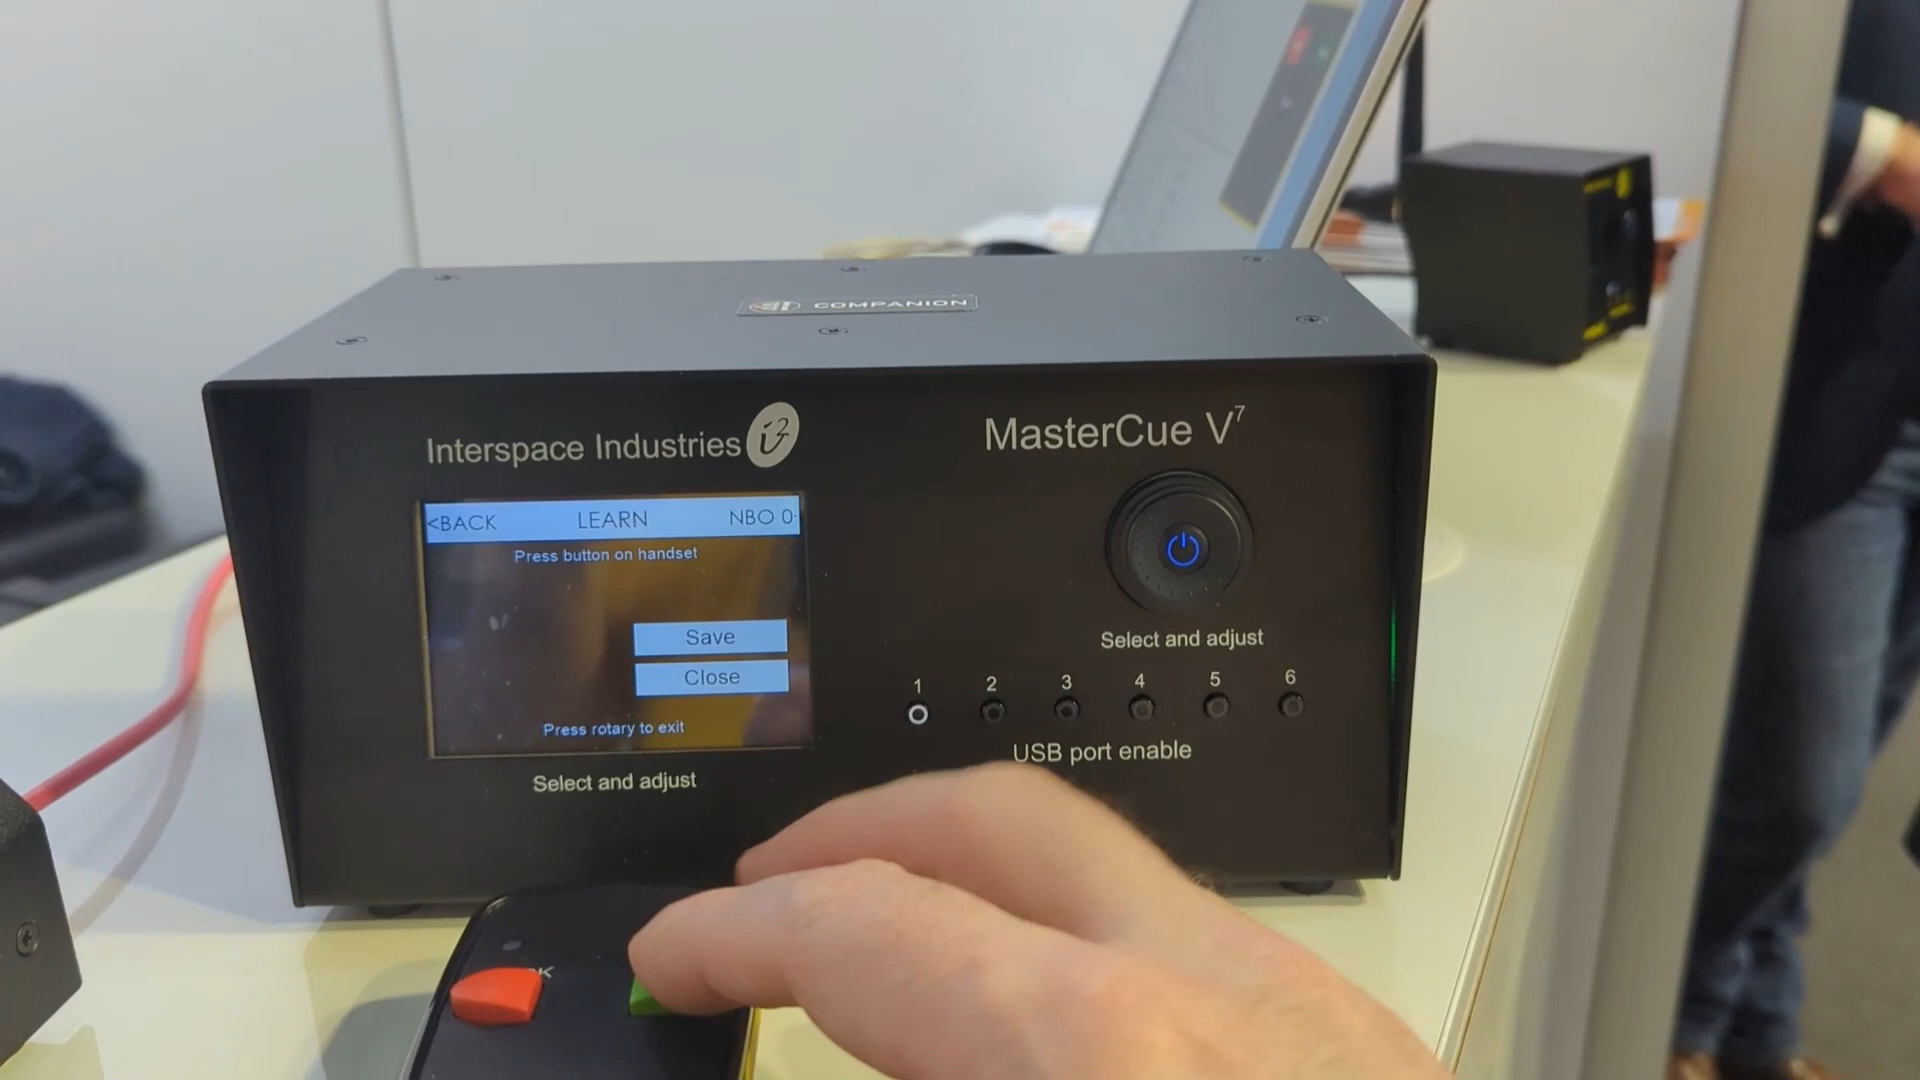 COMPANION
Interspace Industries i2
MasterCue V7
<BACK LEARN NBO 0
Press button on handset
Save
Close
Press rotary to exit
Select and adjust
Select and adjust
1 2 3 4 5 6
USB port enable